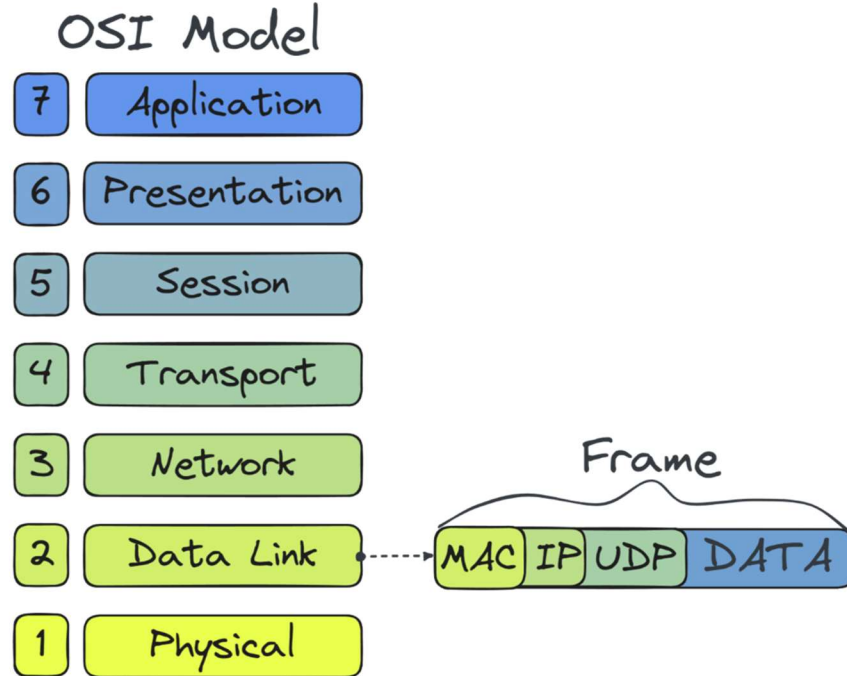 OSI Model
7 Application
6 Presentation
5 Session
4 Transport
3 Network
Frame
2 Data Link MAC IP UDP DATA
1 Physical